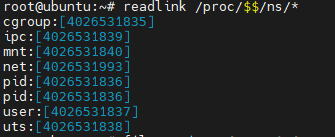 root@ubuntu:~# readlink /proc/$$/ns/*
cgroup:[4026531835]
ipc:[4026531839]
mnt:[4026531840]
net:[4026531993]
pid:[4026531836]
pid:[4026531836]
user:[4026531837]
uts:[4026531838]